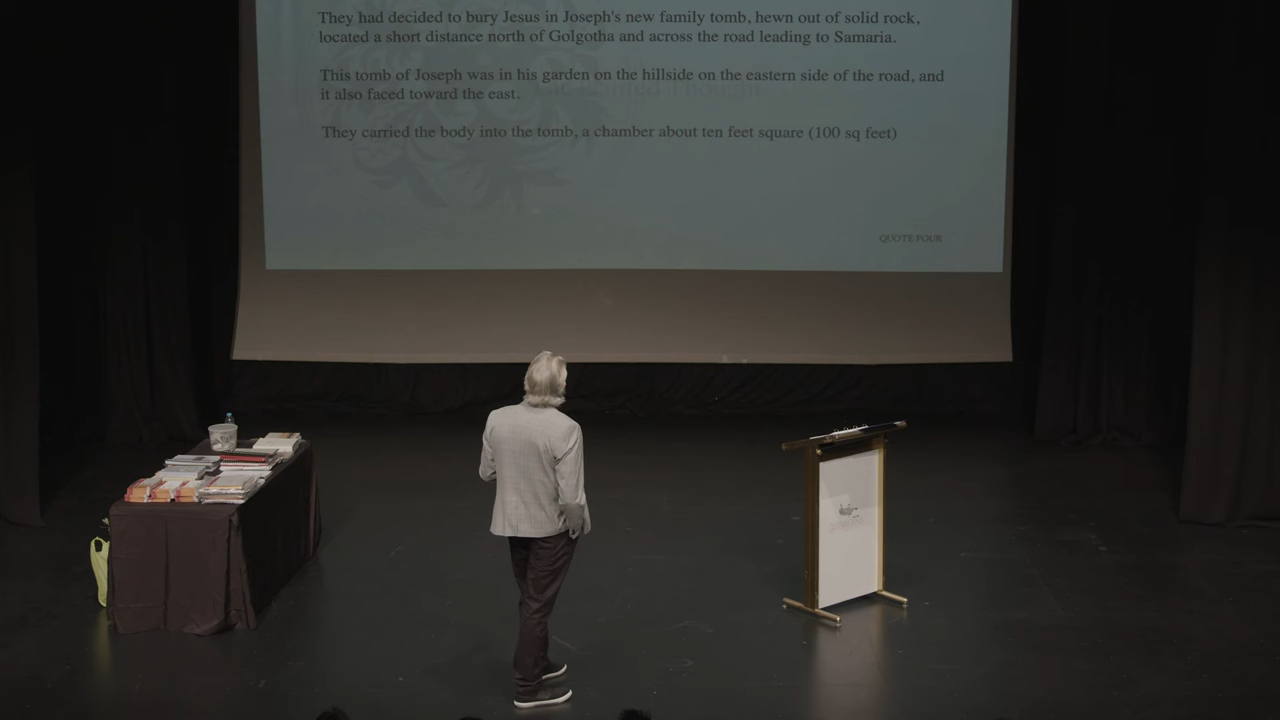 They had decided to bury Jesus in Joseph's new family tomb, hewn out of solid rock,
located a short distance north of Golgotha and across the road leading to Samaria.
This tomb of Joseph was in his garden on the hillside on the eastern side of the road, and
it also faced toward the east.
They carried the body into the tomb, a chamber about ten feet square (100 sq feet)
QUOTE FOUR